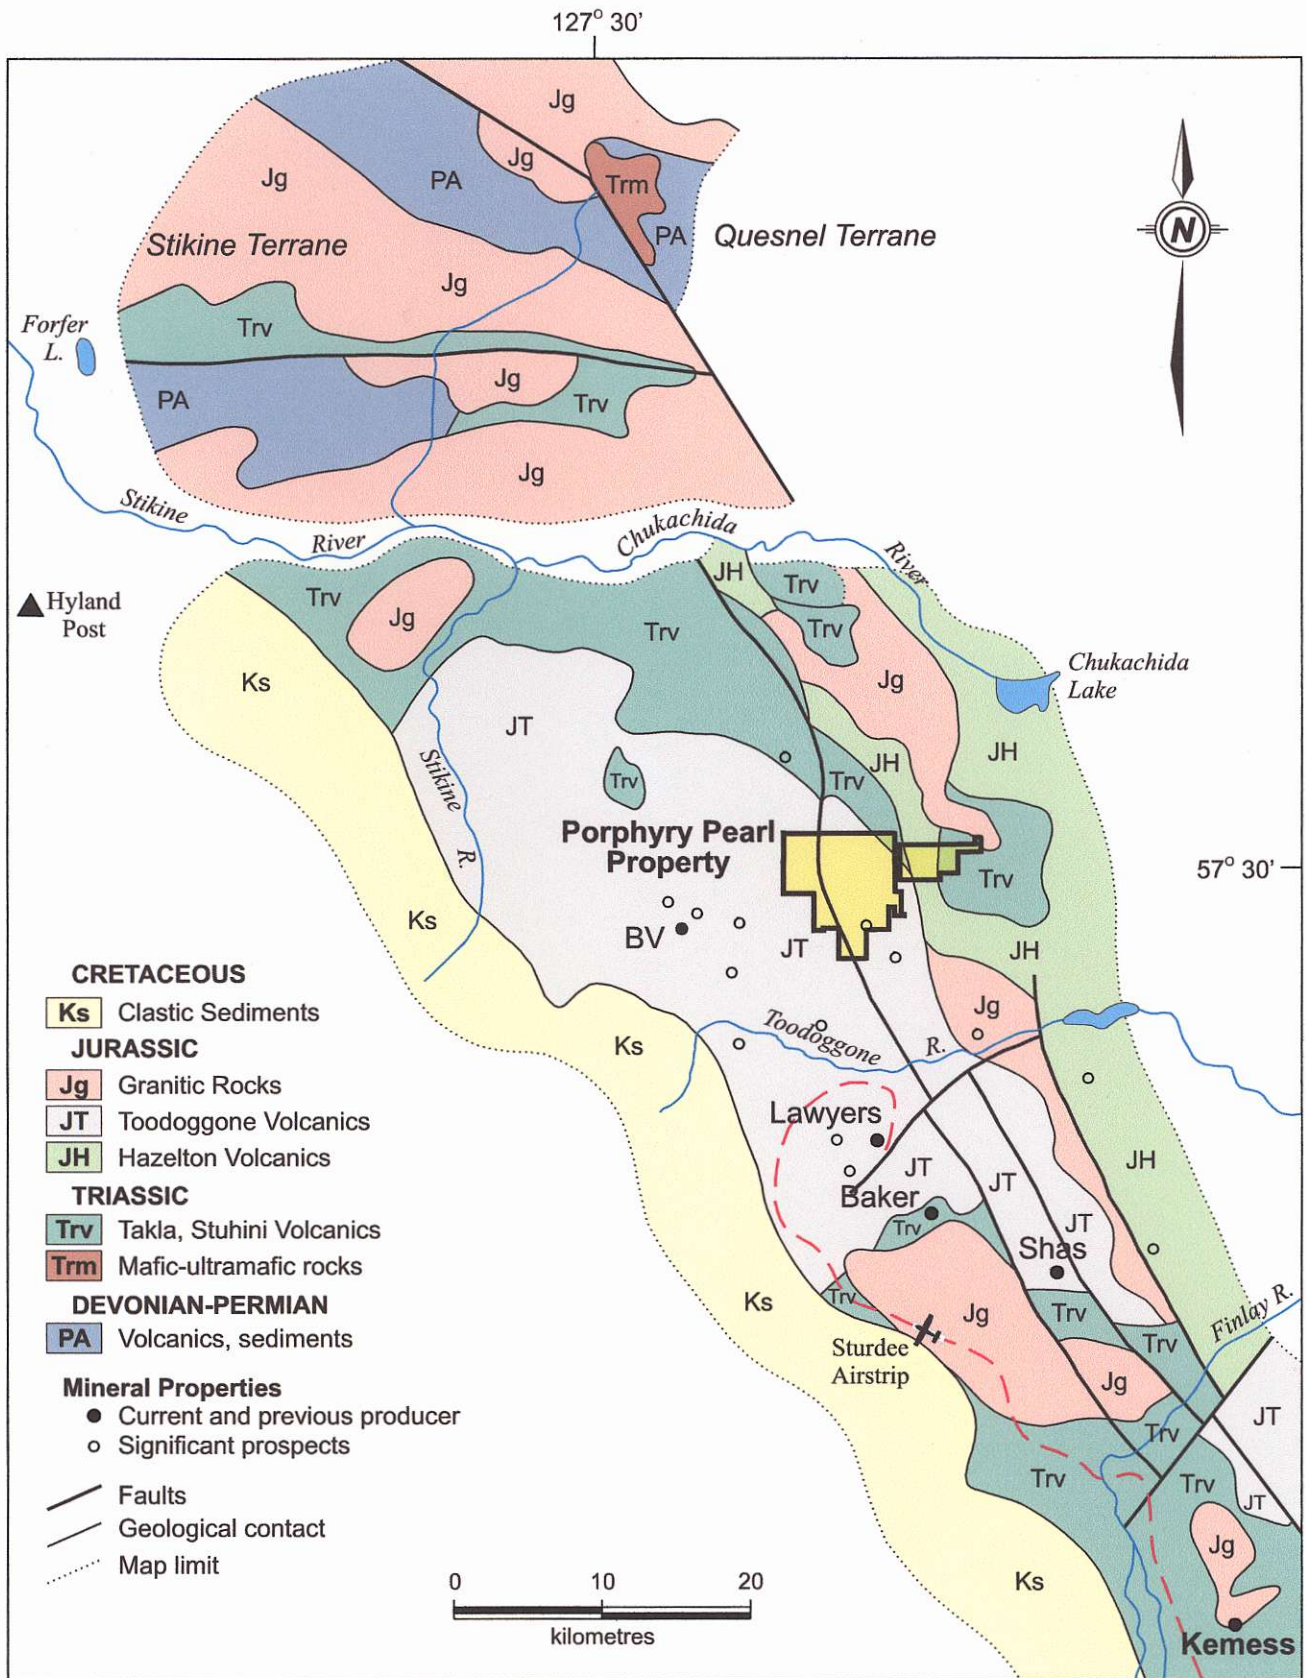 127° 30'
Jg
Jg
Trm
Jg
PA
PA
Quesnel Terrane
N
Stikine Terrane
Jg
Forfer
L.
Trv
Jg
PA
Trv
Jg
Stikine
River
Chukachida
River
JH
Trv
Hyland
Post
Trv
Jg
Trv
Trv
Chukachida
Lake
Ks
Jg
JT
JH
JH
Stikine
R.
Trv
Trv
Porphyry Pearl
Property
57° 30'
Trv
Ks
BV
JT
JH
Jg
Toodoggone
R.
Ks
Lawyers
JT
JH
JT
Baker
Trv
JT
Shas
Ks
Trv
Jg
Trv
Trv
Finlay R.
Sturdee
Airstrip
Jg
JT
Trv
Trv
Trv
JT
Jg
Ks
Kemess
CRETACEOUS
Ks Clastic Sediments
JURASSIC
Jg Granitic Rocks
JT Toodoggone Volcanics
JH Hazelton Volcanics
TRIASSIC
Trv Takla, Stuhini Volcanics
Trm Mafic-ultramafic rocks
DEVONIAN-PERMIAN
PA Volcanics, sediments
Mineral Properties
Current and previous producer
Significant prospects
Faults
Geological contact
Map limit
0 10 20
kilometres